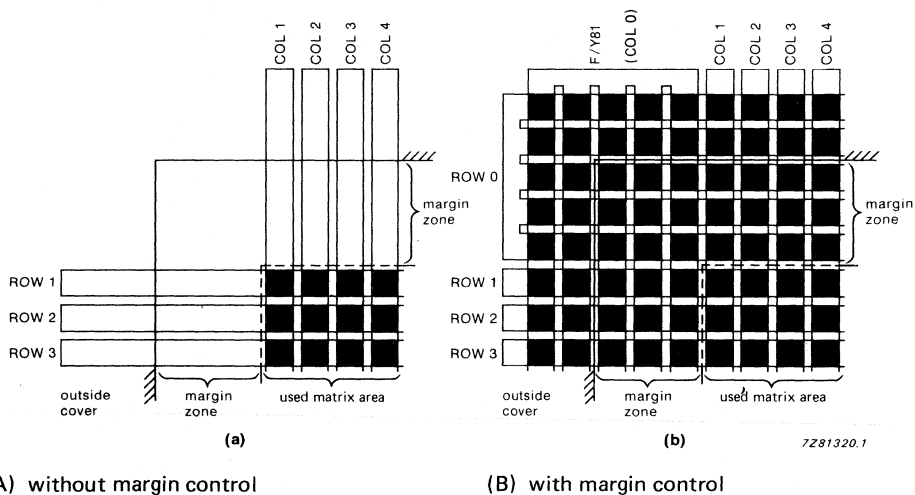 COL 1
COL 2
COL 3
COL 4
margin
zone
ROW 1
ROW 2
ROW 3
outside
cover
margin
zone
used matrix area
(a)
F/Y81
(COL 0)
COL 1
COL 2
COL 3
COL 4
ROW 0
margin
zone
ROW 1
ROW 2
ROW 3
outside
cover
margin
zone
used matrix area
(b)
7Z81320.1
A) without margin control
(B) with margin control